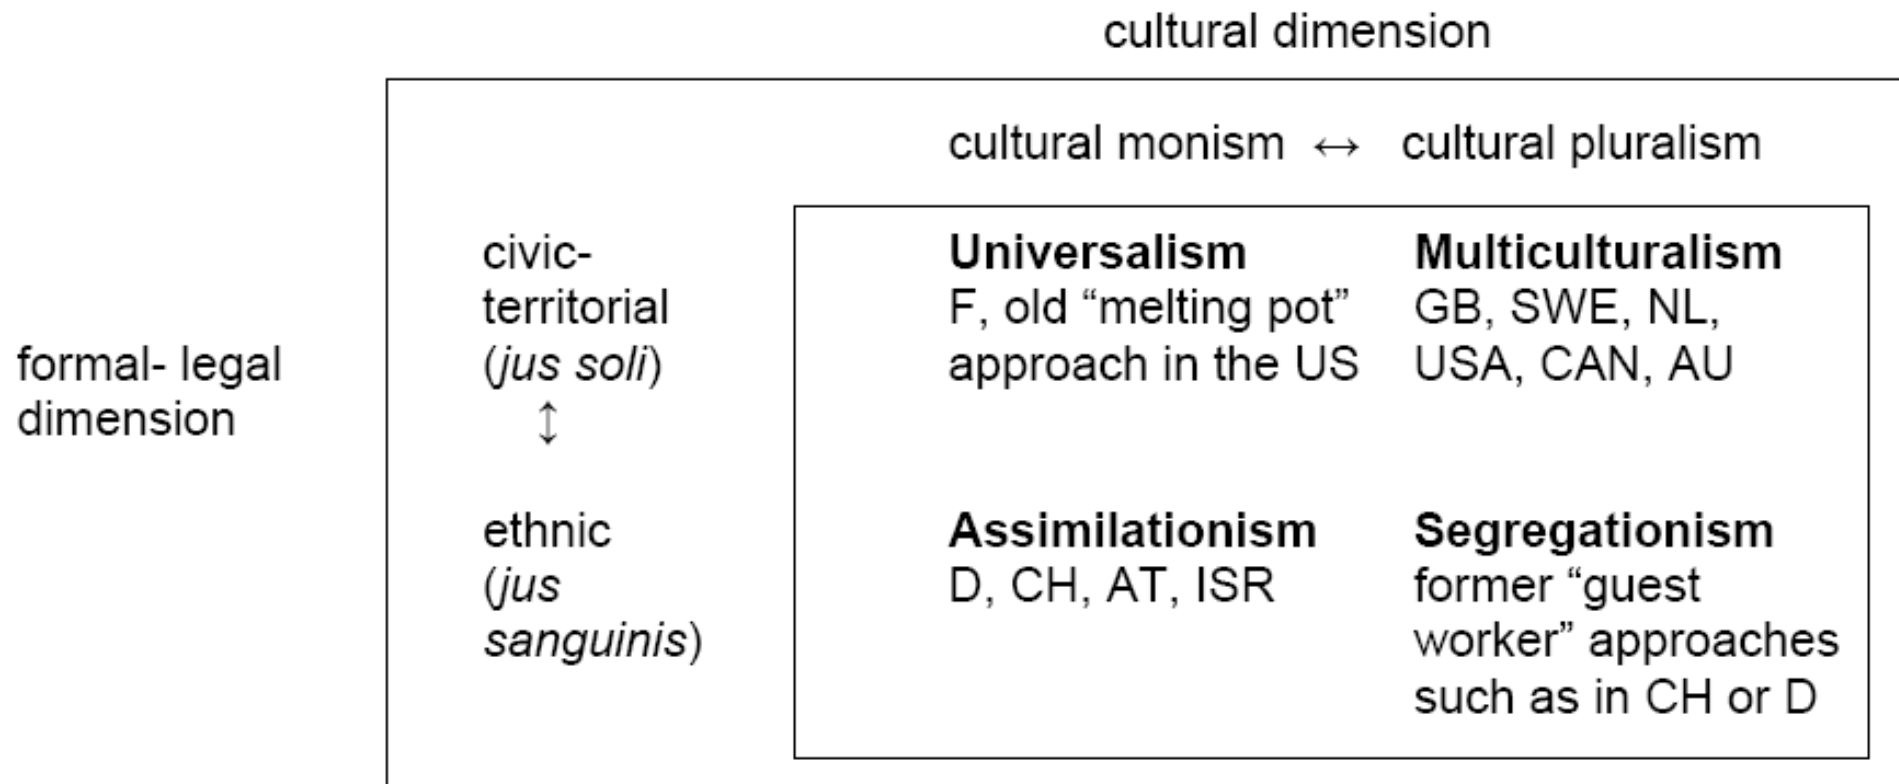 cultural dimension
cultural monism ↔ cultural pluralism
civic-
territorial
(jus soli)
↕
formal- legal
dimension
ethnic
(jus
sanguinis)
Universalism
F, old “melting pot”
approach in the US
Multiculturalism
GB, SWE, NL,
USA, CAN, AU
Assimilationism
D, CH, AT, ISR
Segregationism
former “guest
worker” approaches
such as in CH or D